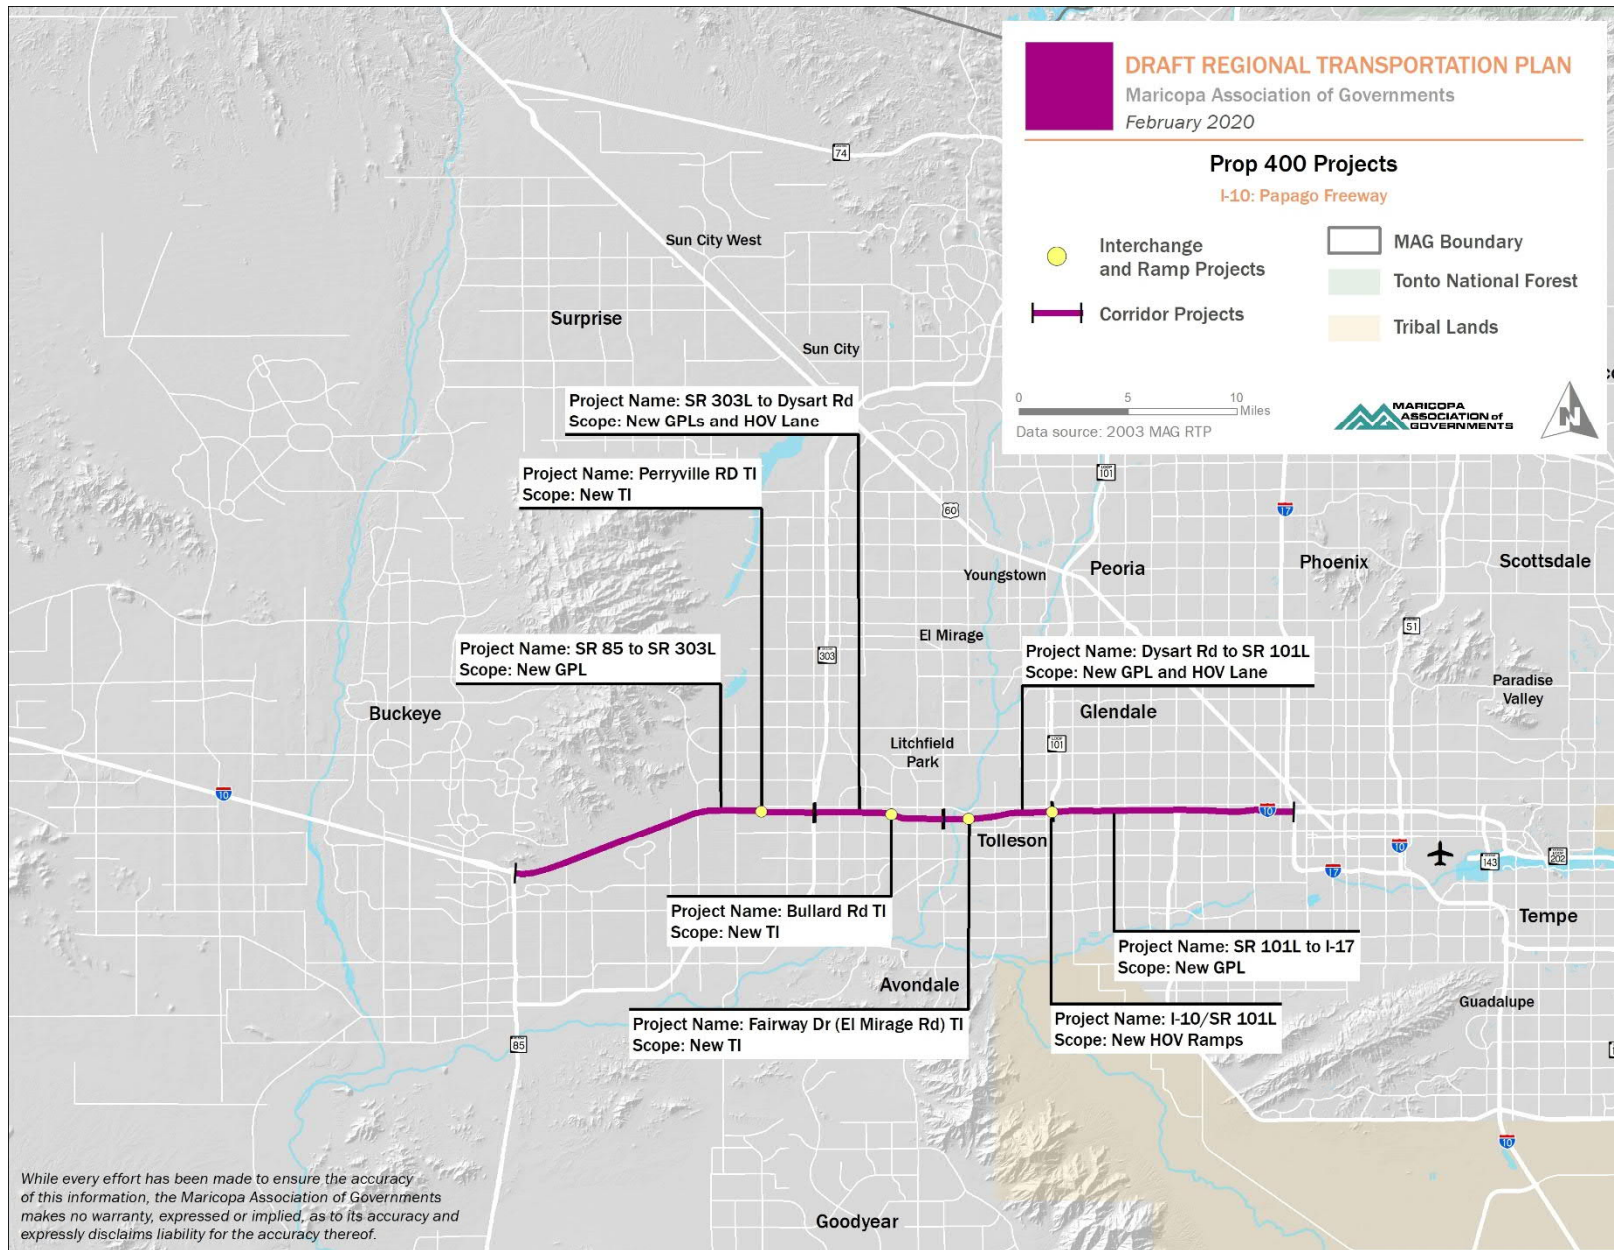 DRAFT REGIONAL TRANSPORTATION PLAN
Maricopa Association of Governments
February 2020
Prop 400 Projects
I-10: Papago Freeway
Interchange
and Ramp Projects
Corridor Projects
MAG Boundary
Tonto National Forest
Tribal Lands
0 5 10
Miles
Data source: 2003 MAG RTP
MARICOPA
ASSOCIATION of
GOVERNMENTS
N
74
Sun City West
Surprise
Sun City
Project Name: SR 303L to Dysart Rd
Scope: New GPLs and HOV Lane
Project Name: Perryville RD TI
Scope: New TI
101
60
17
Youngstown
Peoria
Phoenix
Scottsdale
El Mirage
51
303
Project Name: SR 85 to SR 303L
Scope: New GPL
Project Name: Dysart Rd to SR 101L
Scope: New GPL and HOV Lane
Paradise
Valley
Buckeye
Glendale
Litchfield
Park
101
10
10
Tolleson
10
17
143
202
Tempe
Project Name: Bullard Rd TI
Scope: New TI
Project Name: SR 101L to I-17
Scope: New GPL
Avondale
Guadalupe
Project Name: Fairway Dr (El Mirage Rd) TI
Scope: New TI
Project Name: I-10/SR 101L
Scope: New HOV Ramps
85
10
Goodyear
While every effort has been made to ensure the accuracy
of this information, the Maricopa Association of Governments
makes no warranty, expressed or implied, as to its accuracy and
expressly disclaims liability for the accuracy thereof.